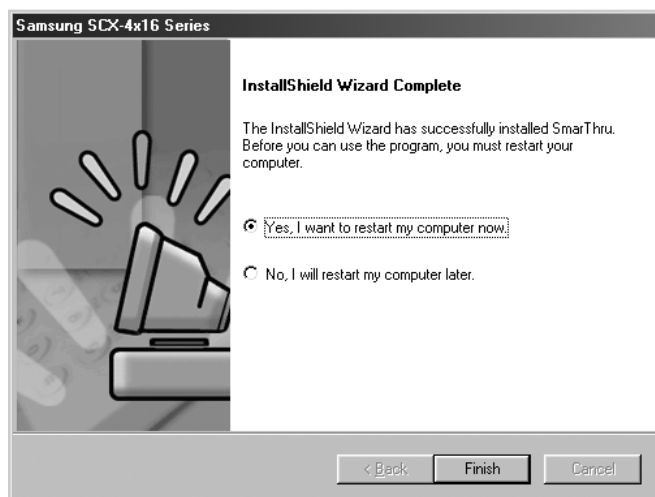 Samsung SCX-4x16 Series
InstallShield Wizard Complete
The InstallShield Wizard has successfully installed SmarThru.
Before you can use the program, you must restart your
computer.
Yes, I want to restart my computer now.
No, I will restart my computer later.
< Back
Finish
Cancel